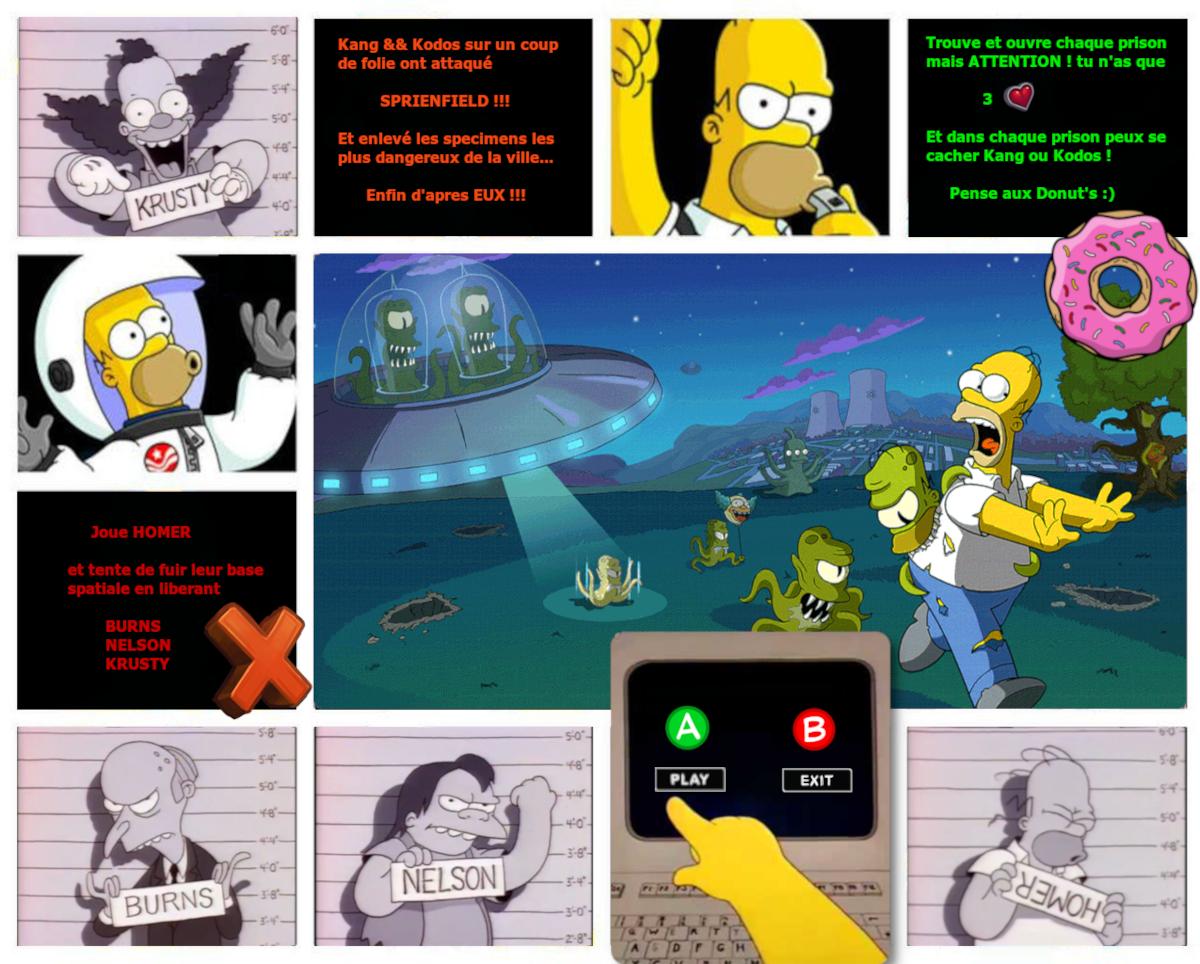 KRUSTY
Kang && Kodos sur un coup
de folie ont attaqué
SPRIENFIELD !!!
Et enlevé les specimens les
plus dangereux de la ville...
Enfin d'apres EUX !!!
Trouve et ouvre chaque prison
mais ATTENTION ! tu n'as que
3
Et dans chaque prison peux se
cacher Kang ou Kodos !
Pense aux Donut's :)
Joue HOMER
et tente de fuir leur base
spatiale en liberant
BURNS
NELSON
KRUSTY
A B
PLAY EXIT
BURNS
NELSON
HOMER